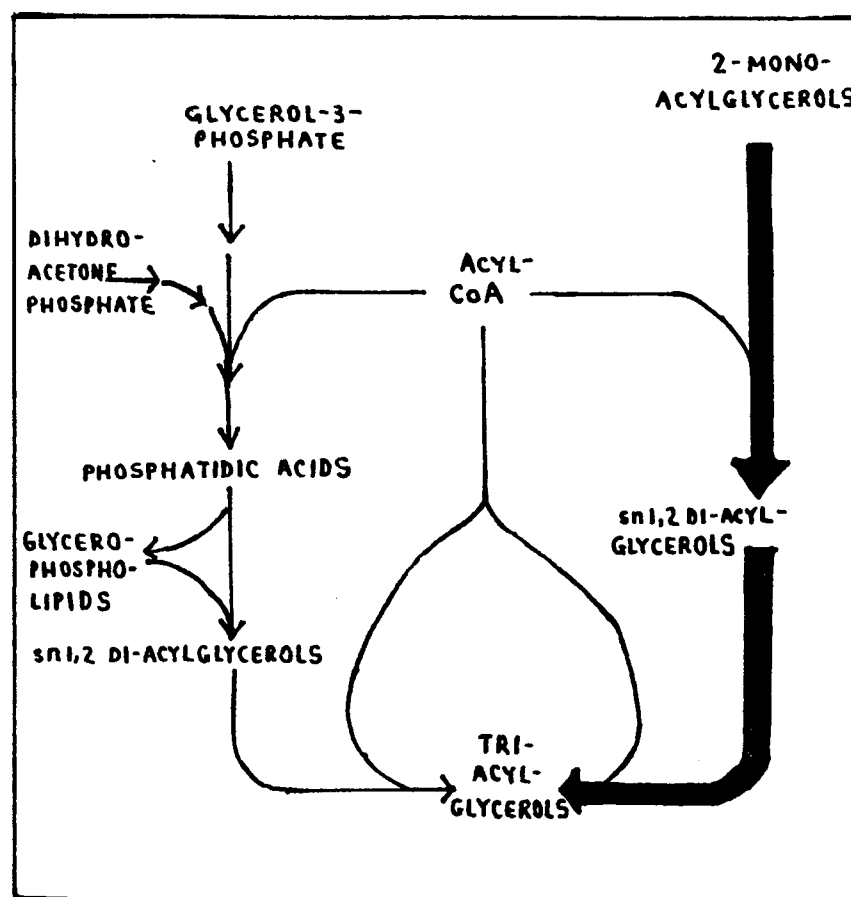 2-MONO-
ACYLGLYCEROLS
GLYCEROL-3-
PHOSPHATE
DIHYDRO-
ACETONE
PHOSPHATE
ACYL-
CoA
PHOSPHATIDIC ACIDS
sn1,2 DI-ACYL-
GLYCEROLS
GLYCERO-
PHOSPHO-
LIPIDS
sn1,2 DI-ACYLGLYCEROLS
TRI-
ACYL-
GLYCEROLS